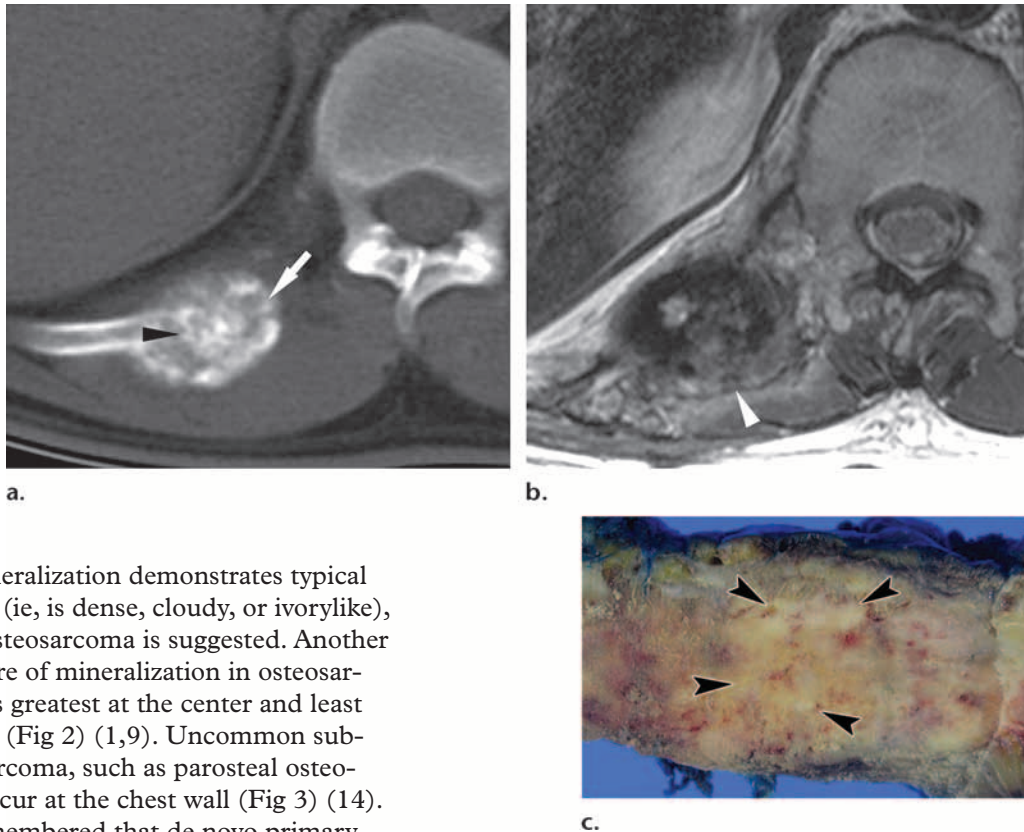 a.
b.
neralization demonstrates typical
(ie, is dense, cloudy, or ivorylike),
steosarcoma is suggested. Another
re of mineralization in osteosar-
s greatest at the center and least
(Fig 2) (1,9). Uncommon sub-
rcoma, such as parosteal osteo-
cur at the chest wall (Fig 3) (14).
membered that de novo primary
c.